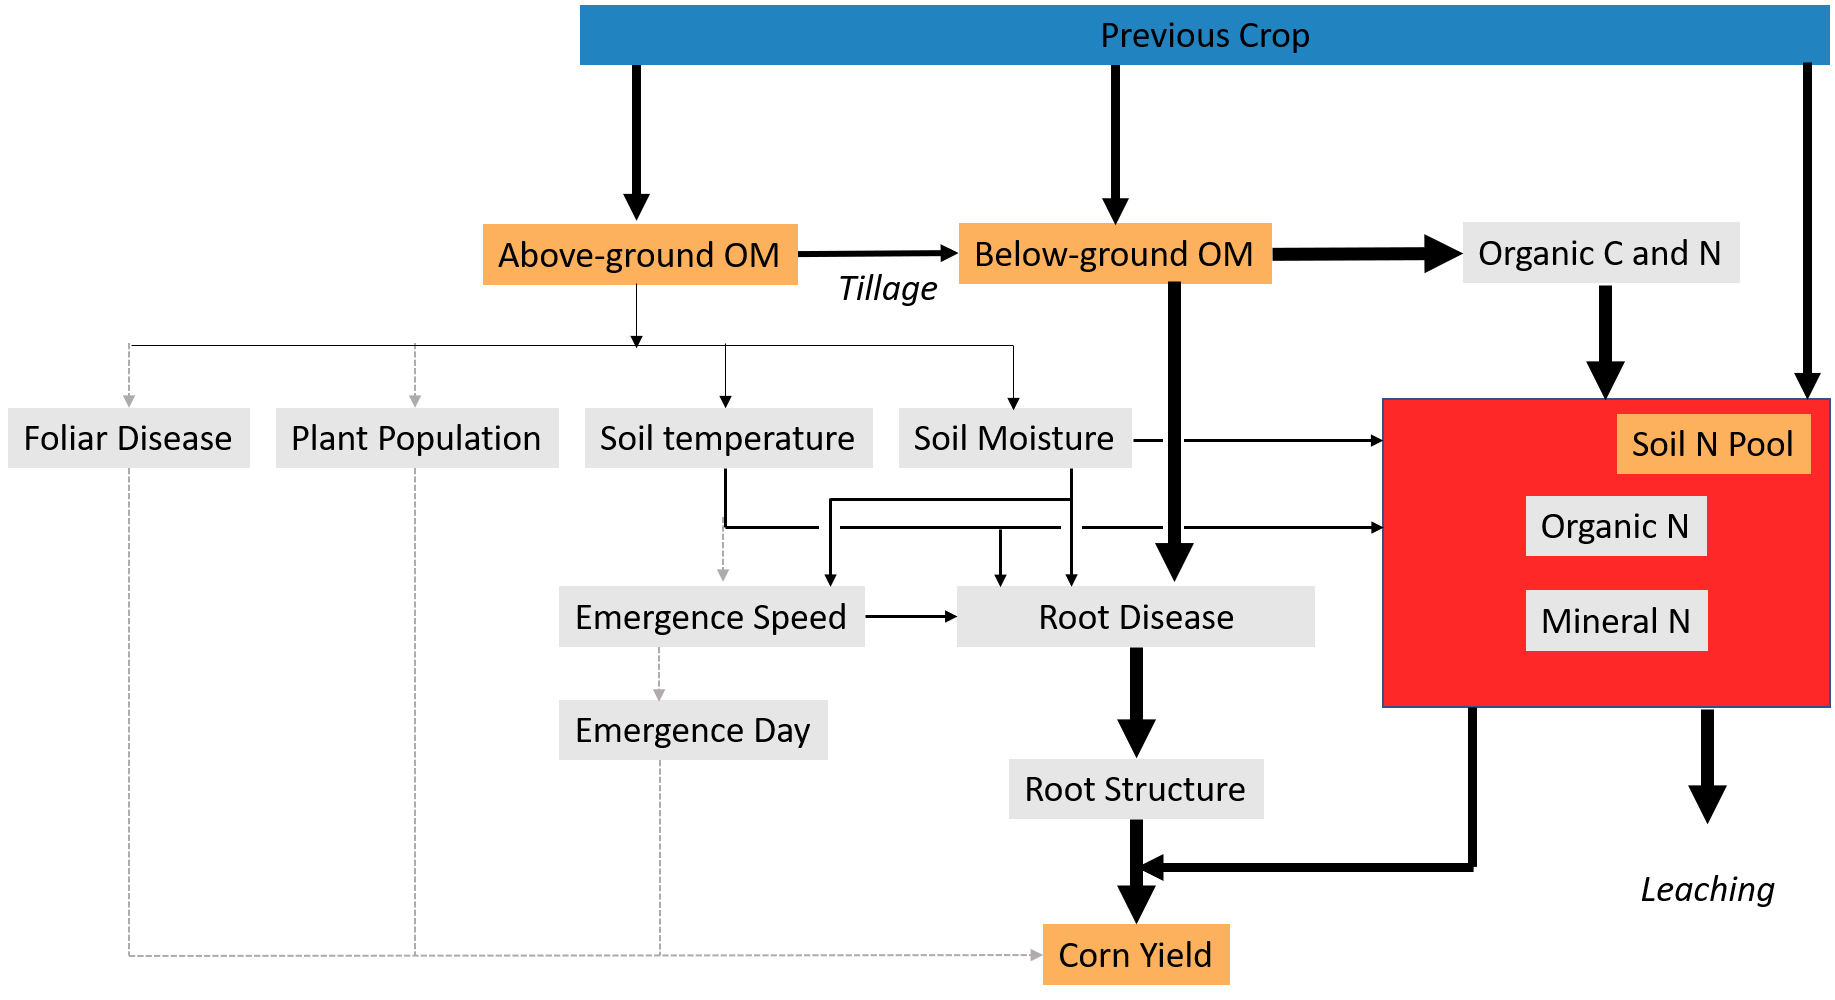 Previous Crop
Above-ground OM
Below-ground OM
Organic C and N
Tillage
Foliar Disease
Plant Population
Soil temperature
Soil Moisture
Soil N Pool
Organic N
Emergence Speed
Root Disease
Mineral N
Emergence Day
Root Structure
Leaching
Corn Yield